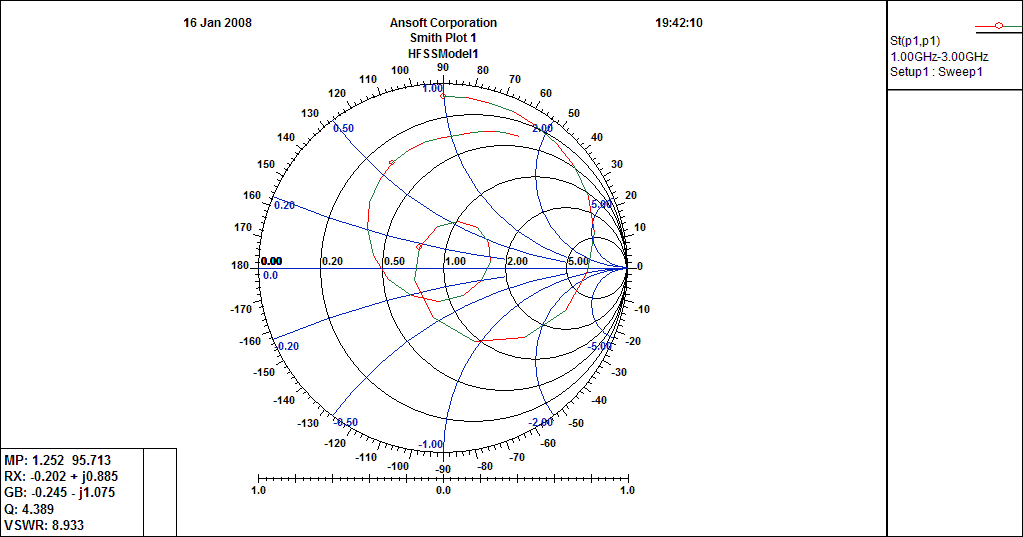 16 Jan 2008 Ansoft Corporation 19:42:10
Smith Plot 1
HFSSModel1
St(p1,p1)
1.00GHz-3.00GHz
Setup1 : Sweep1
90
100 80
110 70
120 60
130 50
140 40
150 30
160 20
170 10
180 0
-170 -10
-160 -20
-150 -30
-140 -40
-130 -50
-120 -60
-110 -70
-100 -80
-90
1.00
0.50 2.00
0.20 5.00
0.00 0.20 0.50 1.00 2.00 5.00
0.0
-0.20 -5.00
-0.50 -2.00
-1.00
1.0 0.0 1.0
MP: 1.252 95.713
RX: -0.202 + j0.885
GB: -0.245 - j1.075
Q: 4.389
VSWR: 8.933